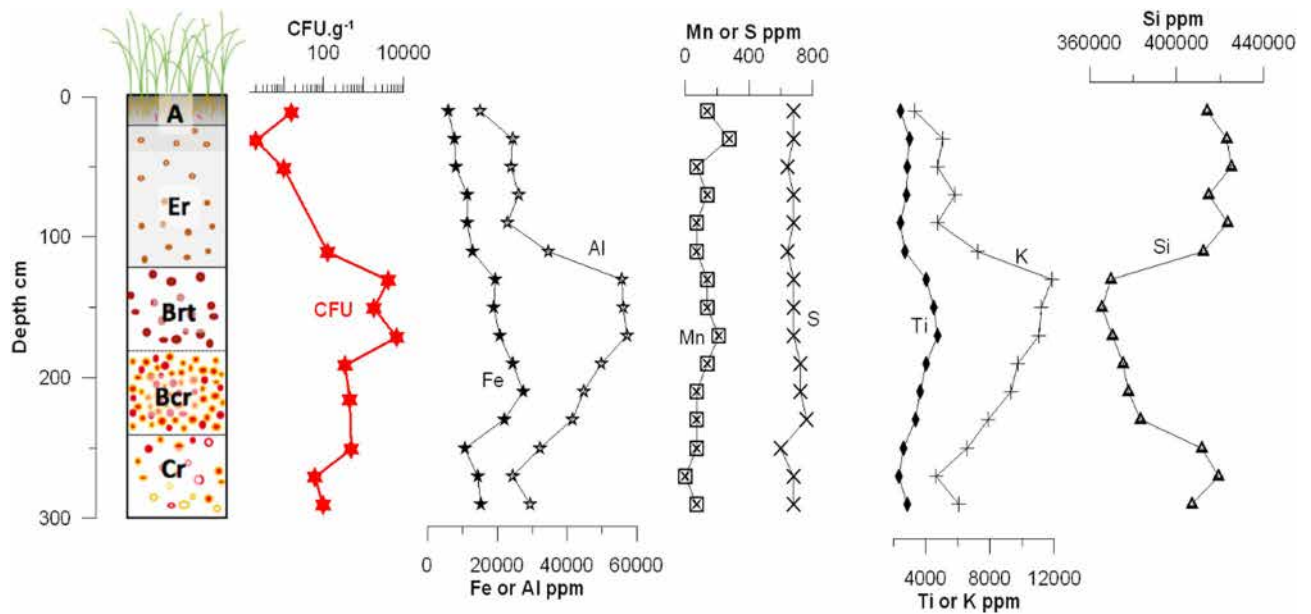 CFU.g⁻¹
100 10000
Mn or S ppm
0 400 800
Si ppm
360000 400000 440000
Depth cm
0
100
200
300
A
Er
Brt
Bcr
Cr
CFU
Al
Fe
Mn
S
K
Ti
Si
0 20000 40000 60000
Fe or Al ppm
4000 8000 12000
Ti or K ppm